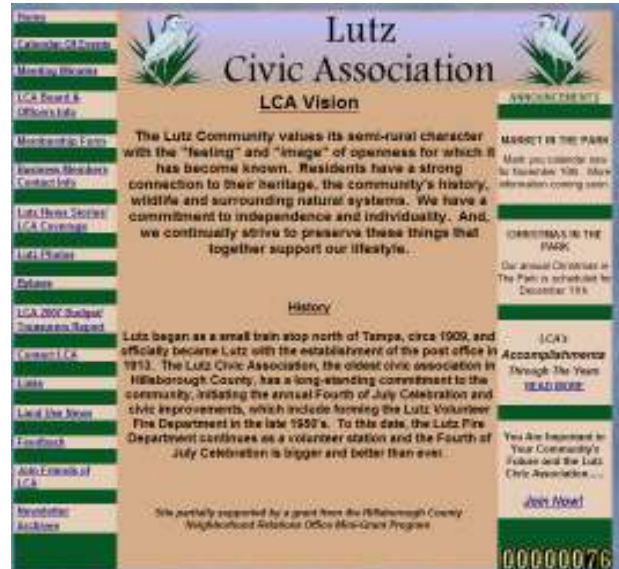 Lutz
Civic Association
Home
Calendar Of Events
Meeting Minutes
LCA Board &
Officers Info
Membership Form
Business Members
Contact Info
Lutz News Stories/
LCA Coverage
Lutz Photos
Bylaws
LCA 2007 Budget/
Treasurers Report
Contact LCA
Links
Land Use News
Feedback
Join Friends of
LCA
Newsletter
Archives
LCA Vision
The Lutz Community values its semi-rural character
with the "feeling" and "image" of openness for which it
has become known. Residents have a strong
connection to their heritage, the community's history,
wildlife and surrounding natural systems. We have a
commitment to independence and individuality. And,
we continually strive to preserve these things that
together support our lifestyle.
History
Lutz began as a small train stop north of Tampa, circa 1909, and
officially became Lutz with the establishment of the post office in
1913. The Lutz Civic Association, the oldest civic association in
Hillsborough County, has a long-standing commitment to the
community, initiating the annual Fourth of July Celebration and
civic improvements, which include forming the Lutz Volunteer
Fire Department in the late 1950's. To this date, the Lutz Fire
Department continues as a volunteer station and the Fourth of
July Celebration is bigger and better than ever.
Site partially supported by a grant from the Hillsborough County
Neighborhood Relations Office Mini-Grant Program
ANNOUNCEMENTS
MARKET IN THE PARK
Mark you calendar now
for November 10th. More
information coming soon.
CHRISTMAS IN THE
PARK
Our annual Christmas in
The Park is scheduled for
December
LCA's
Accomplishments
Through The Years
READ MORE
You Are Important to
Your Community's
Future and the Lutz
Civic Association.....
Join Now!
00000076